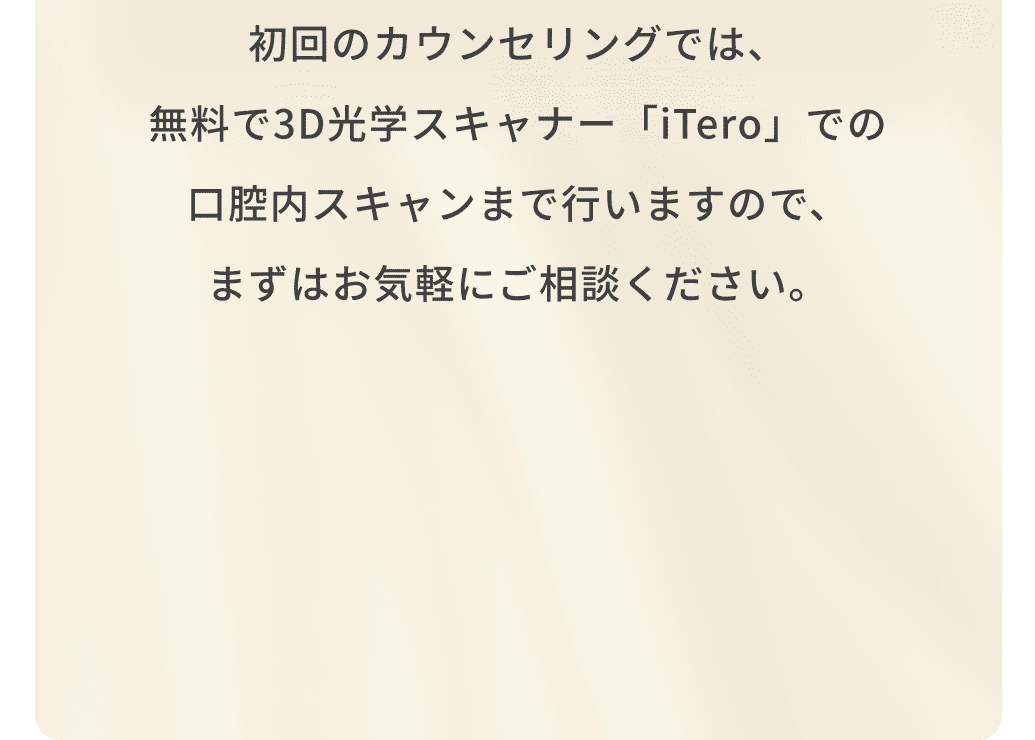 初回のカウンセリングでは、
無料で3D光学スキャナー「iTero」での
口腔内スキャンまで行いますので、
まずはお気軽にご相談ください。